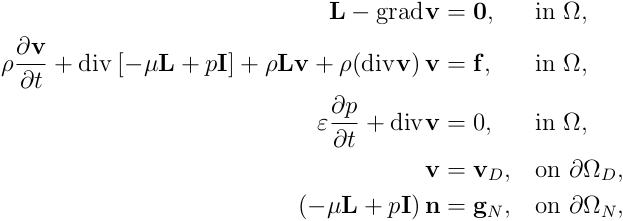 L − grad v = 0, in Ω,
ρ ∂v/∂t + div [−μL + pI] + ρLv + ρ(div v) v = f, in Ω,
ε ∂p/∂t + div v = 0, in Ω,
v = v_D, on ∂Ω_D,
(−μL + pI) n = g_N, on ∂Ω_N,